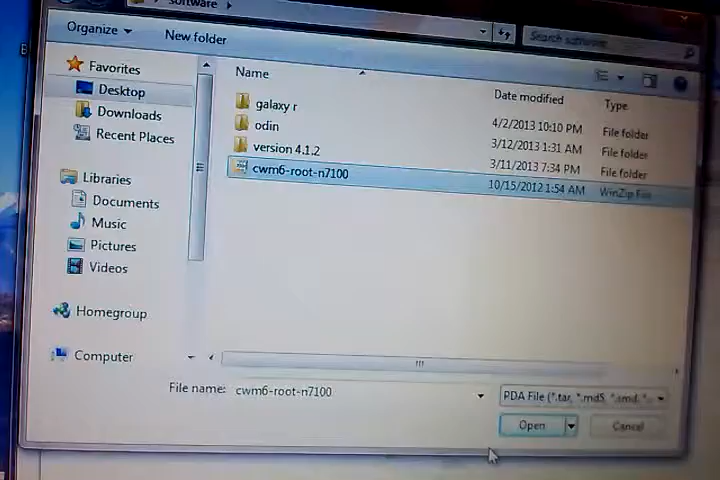 software
Organize
New folder
Search software
Name
Date modified
Type
Favorites
Desktop
Downloads
Recent Places
Libraries
Documents
Music
Pictures
Videos
Homegroup
Computer
galaxy r
4/2/2013 10:10 PM
File folder
odin
3/12/2013 1:31 AM
File folder
version 4.1.2
3/11/2013 7:34 PM
File folder
cwm6-root-n7100
10/15/2012 1:54 AM
WinZip File
File name:
cwm6-root-n7100
PDA File (*.tar, *.md5, *.smd, *..
Open
Cancel